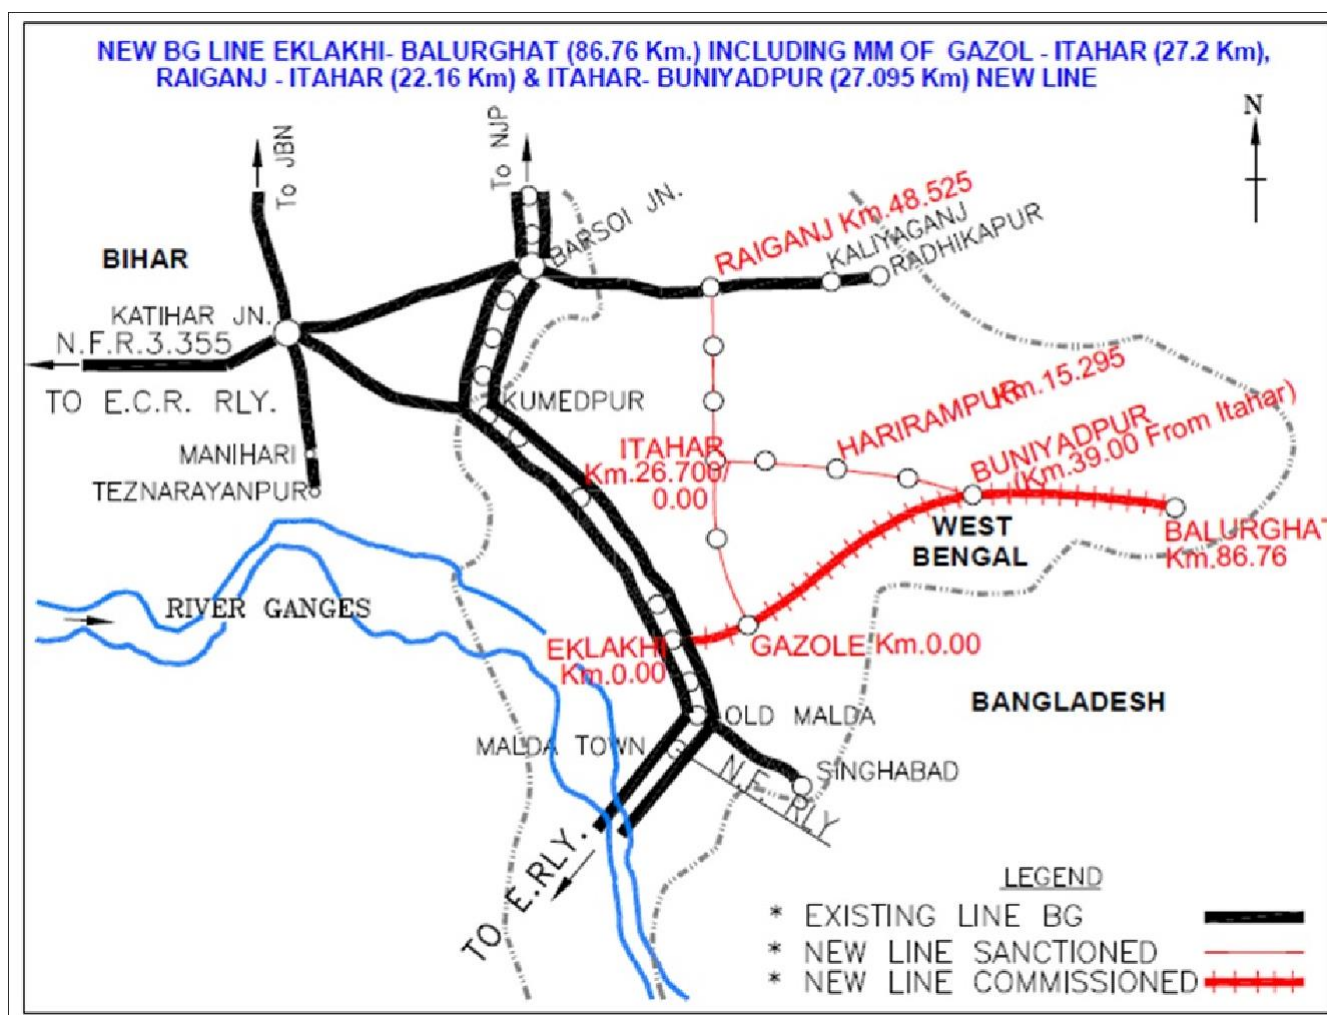 NEW BG LINE EKLAKHI- BALURGHAT (86.76 Km.) INCLUDING MM OF GAZOL - ITAHAR (27.2 Km),
RAIGANJ - ITAHAR (22.16 Km) & ITAHAR- BUNIYADPUR (27.095 Km) NEW LINE
N
To JBN
To NJP
BARSOI JN.
RAIGANJ Km.48.525
KALIYAGANJ
RADHIKAPUR
BIHAR
KATIHAR JN.
N.F.R.3.355
TO E.C.R. RLY.
KUMEDPUR
MANIHARI
TEZNARAYANPUR
ITAHAR
Km.26.700/
0.00
HARIRAMPUR Km.15.295
BUNIYADPUR
(Km.39.00 From Itahar)
WEST
BENGAL
BALURGHAT
Km.86.76
RIVER GANGES
EKLAKHI
Km.0.00
GAZOLE Km.0.00
BANGLADESH
OLD MALDA
MALDA TOWN
SINGHABAD
N.F. RLY
TO E.RLY.
LEGEND
* EXISTING LINE BG
* NEW LINE SANCTIONED
* NEW LINE COMMISSIONED